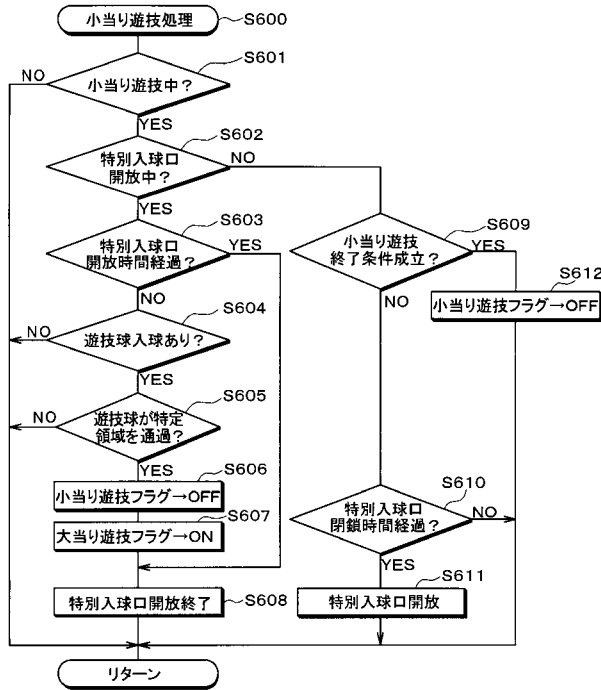 小当り遊技処理
S600
S601
小当り遊技中？
NO
YES
S602
特別入球口
開放中？
NO
YES
S603
特別入球口
開放時間経過？
YES
NO
S609
小当り遊技
終了条件成立？
YES
NO
S612
小当り遊技フラグ→OFF
S604
遊技球入球あり？
NO
YES
S605
遊技球が特定
領域を通過？
NO
YES
S606
小当り遊技フラグ→OFF
S607
大当り遊技フラグ→ON
S610
特別入球口
閉鎖時間経過？
NO
YES
S608
特別入球口開放終了
S611
特別入球口開放
リターン